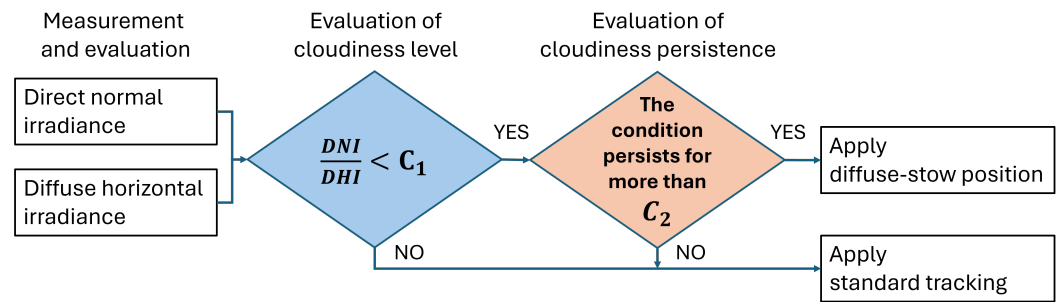 Measurement
and evaluation
Evaluation of
cloudiness level
Evaluation of
cloudiness persistence
Direct normal
irradiance
Diffuse horizontal
irradiance
DNI
DHI
< C₁
YES
NO
The
condition
persists for
more than
C₂
YES
NO
Apply
diffuse-stow position
Apply
standard tracking